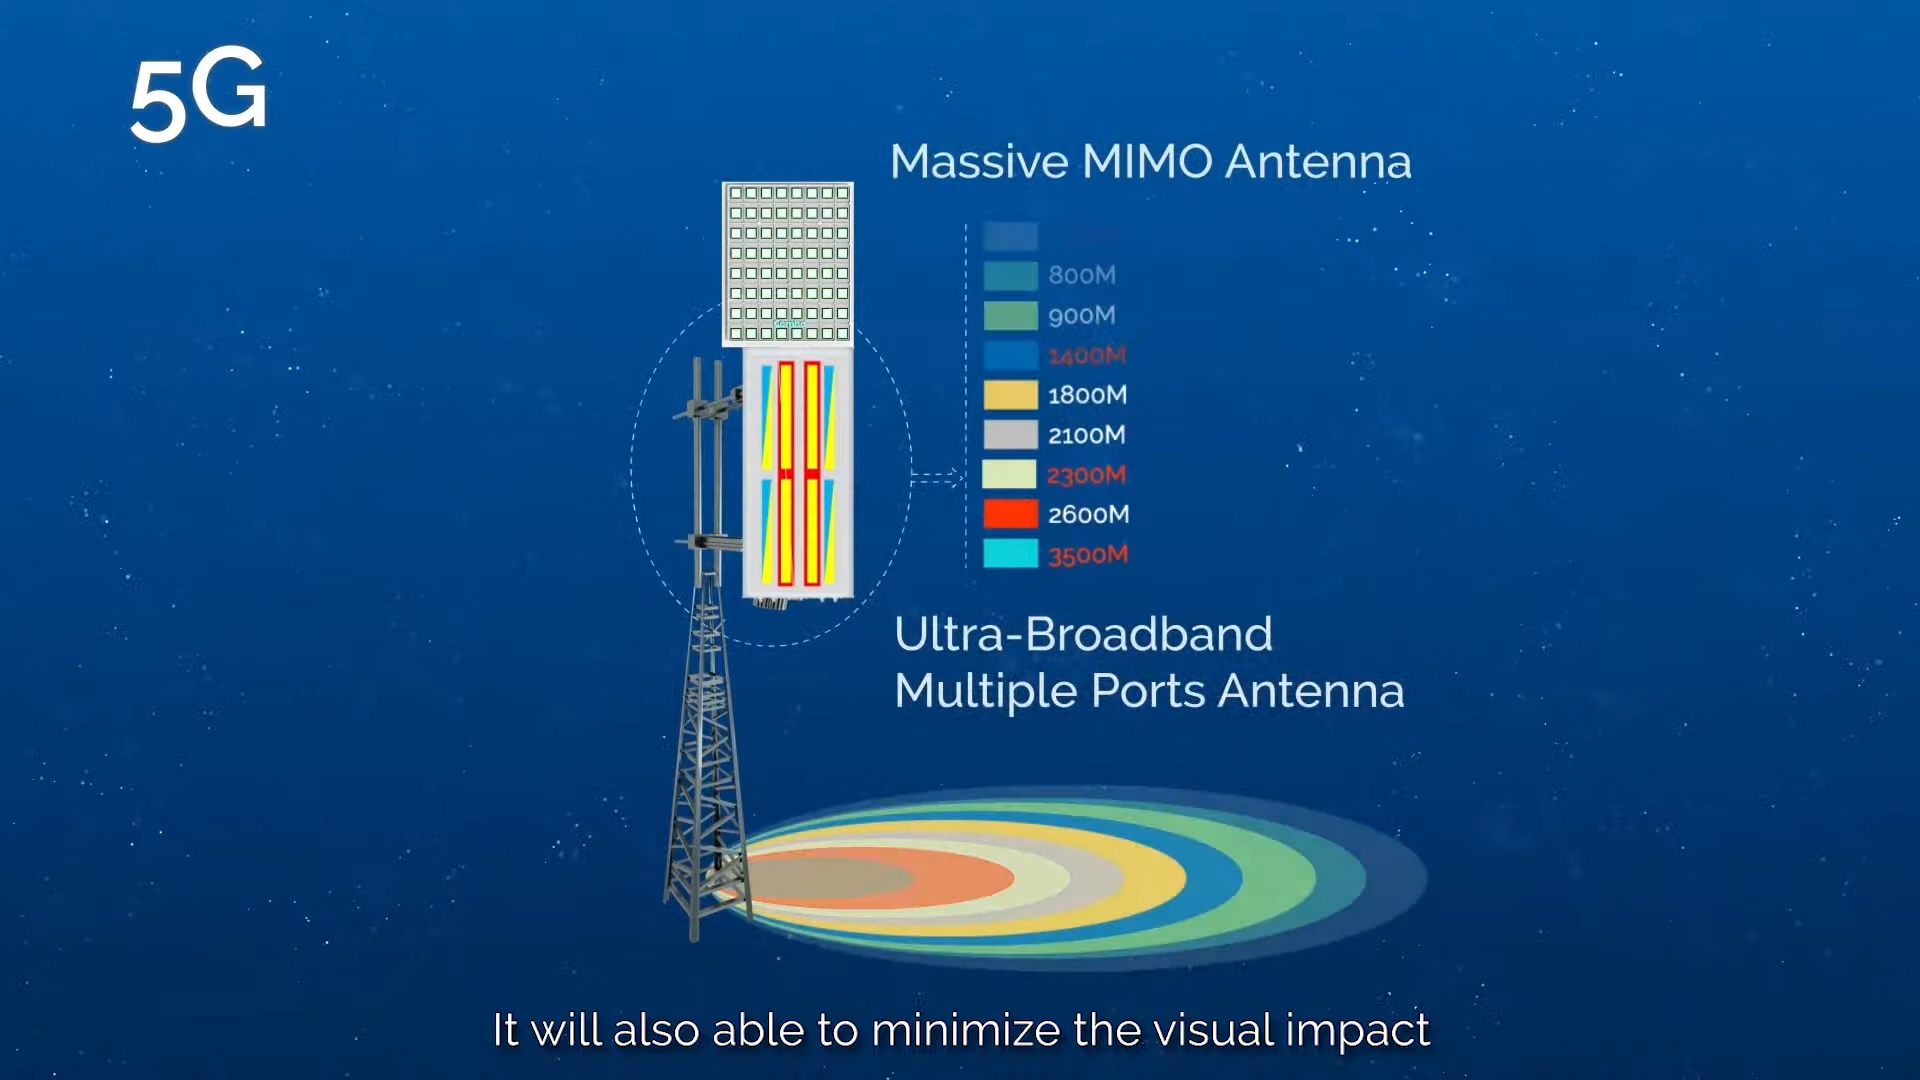 5G
Massive MIMO Antenna
800M
900M
1400M
1800M
2100M
2300M
2600M
3500M
Ultra-Broadband
Multiple Ports Antenna
It will also able to minimize the visual impact